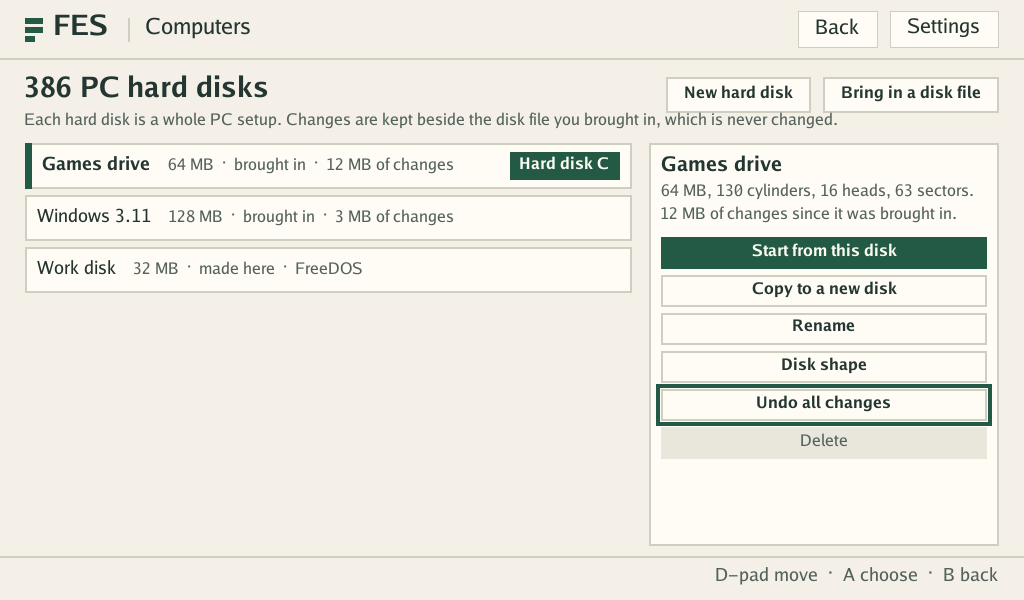 FES Computers Back Settings
386 PC hard disks
New hard disk Bring in a disk file
Each hard disk is a whole PC setup. Changes are kept beside the disk file you brought in, which is never changed.
Games drive 64 MB · brought in · 12 MB of changes Hard disk C
Windows 3.11 128 MB · brought in · 3 MB of changes
Work disk 32 MB · made here · FreeDOS
Games drive
64 MB, 130 cylinders, 16 heads, 63 sectors.
12 MB of changes since it was brought in.
Start from this disk
Copy to a new disk
Rename
Disk shape
Undo all changes
Delete
D-pad move · A choose · B back